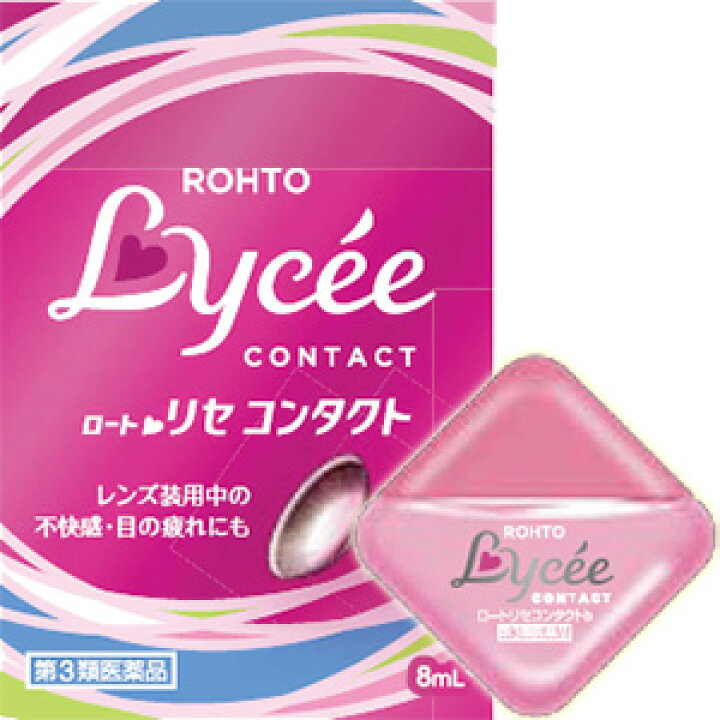 ROHTO
Lycée
CONTACT
ロートリセ コンタクト
レンズ装用中の
不快感・目の疲れにも
第3類医薬品
8mL
ROHTO
Lycée
CONTACT
ロートリセコンタクト